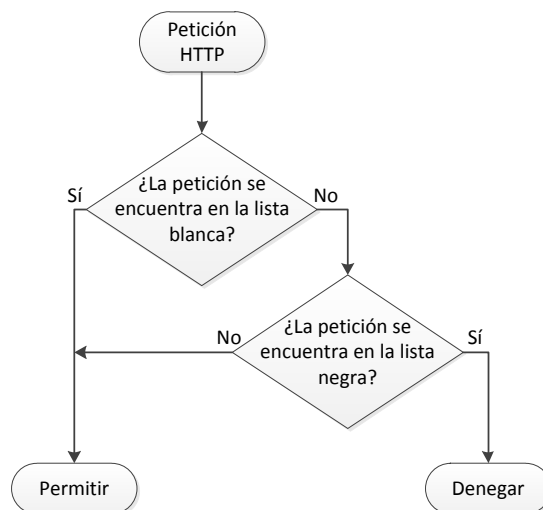 Petición
HTTP
¿La petición se
encuentra en la lista
blanca?
Sí
No
¿La petición se
encuentra en la lista
negra?
No
Sí
Permitir
Denegar